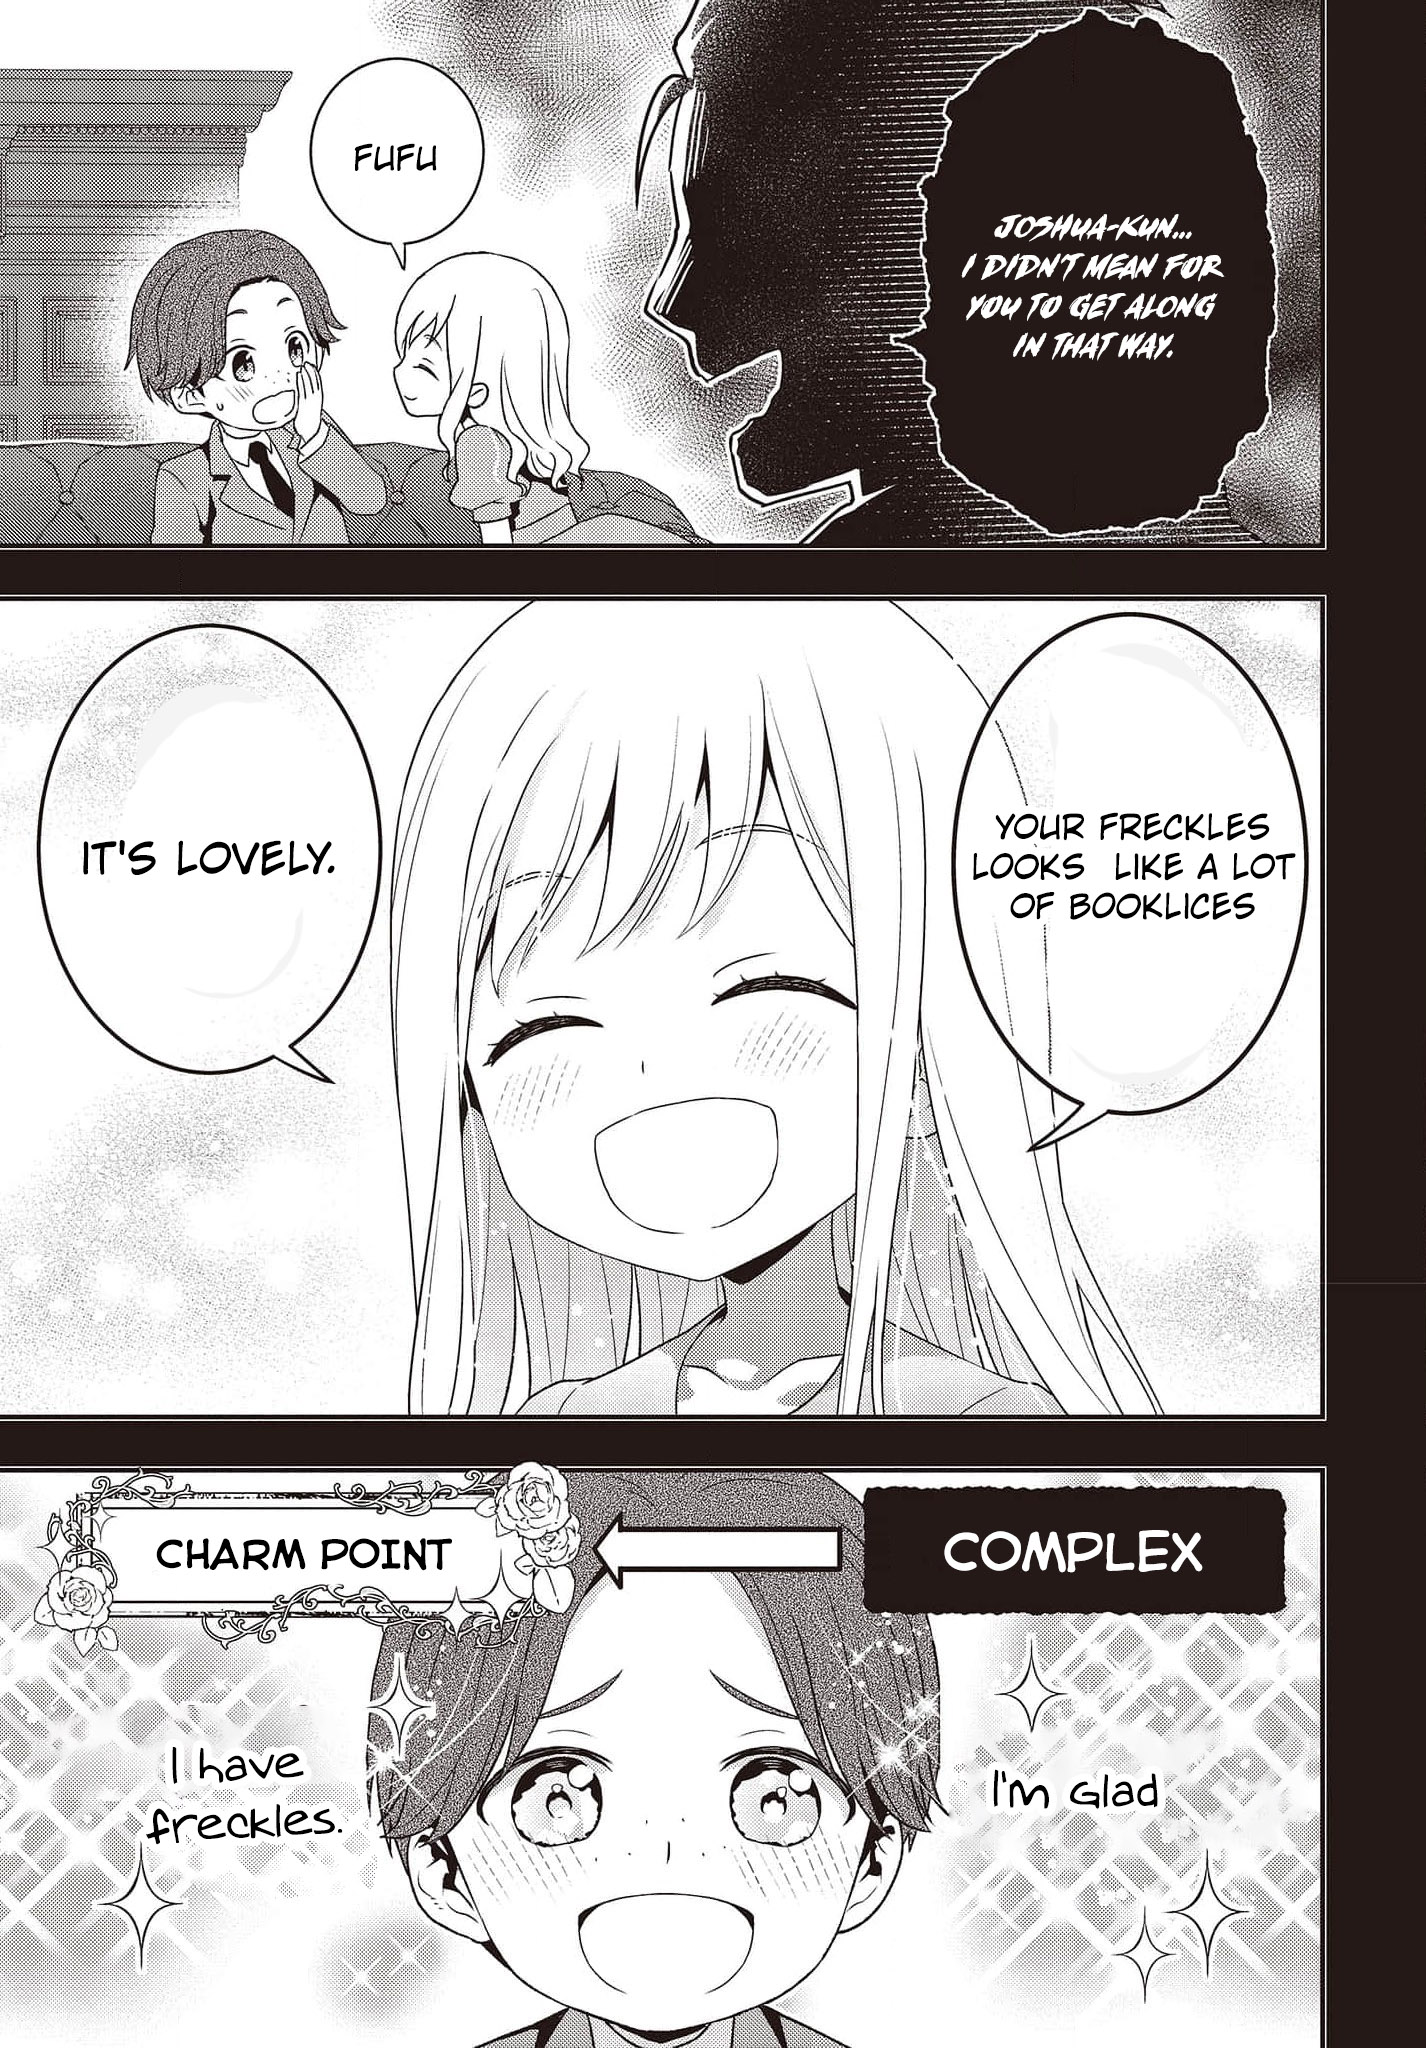 JOSHUA-KUN...
I DIDN'T MEAN FOR
YOU TO GET ALONG
IN THAT WAY.
FUFU
YOUR FRECKLES
LOOKS LIKE A LOT
OF BOOKLICES
IT'S LOVELY.
COMPLEX
CHARM POINT
I'm Glad
I have
freckles.